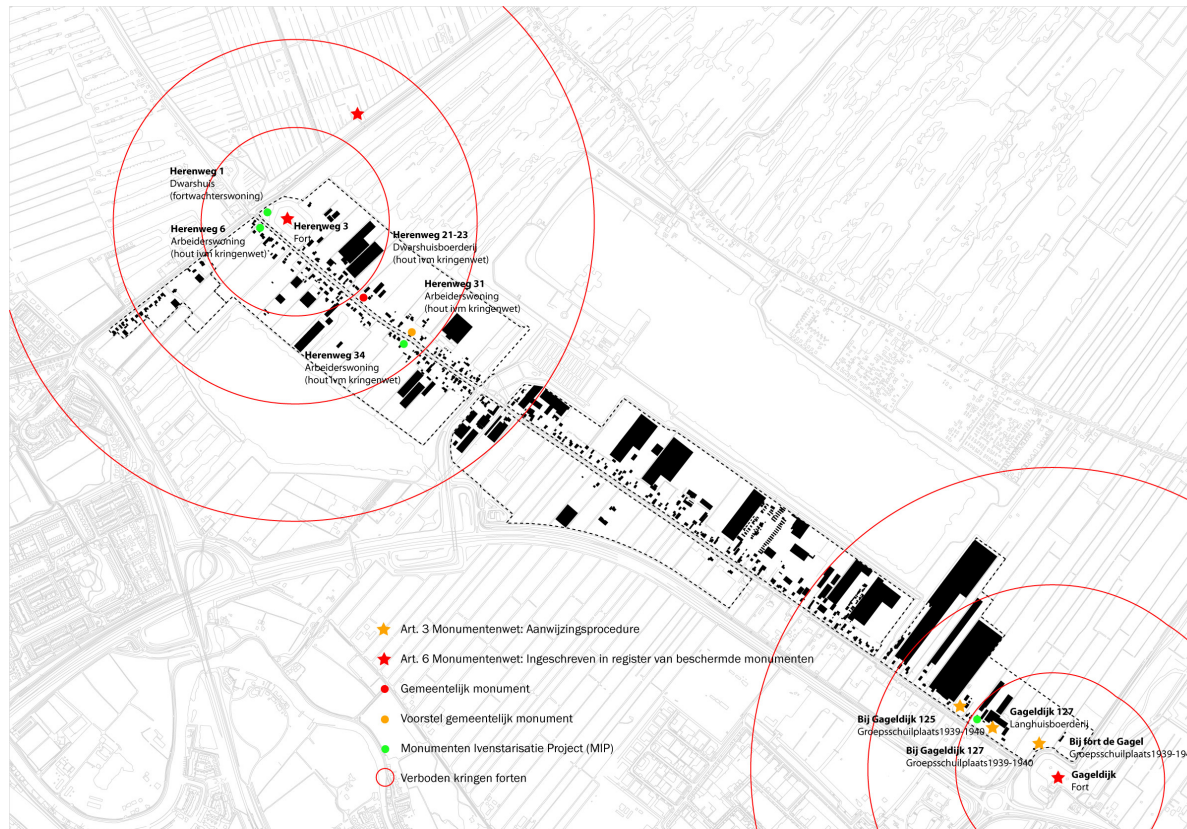 Herenweg 1
Dwarshuis
(fortwachterswoning)
Herenweg 6
Arbeiderswoning
(hout ivm kringenwet)
Herenweg 3
Fort
Herenweg 21-23
Dwarshuisboerderij
(hout ivm kringenwet)
Herenweg 31
Arbeiderswoning
(hout ivm kringenwet)
Herenweg 34
Arbeiderswoning
(hout ivm kringenwet)
Art. 3 Monumentenwet: Aanwijzingsprocedure
Art. 6 Monumentenwet: Ingeschreven in register van beschermde monumenten
Gemeentelijk monument
Voorstel gemeentelijk monument
Monumenten Ivenstarisatie Project (MIP)
Verboden kringen forten
Bij Gageldijk 125
Groepsschuilplaats1939-1940
Bij Gageldijk 127
Groepsschuilplaats1939-1940
Gageldijk 127
Langhuisboerderij
Bij fort de Gagel
Groepsschuilplaats1939-194
Gageldijk
Fort